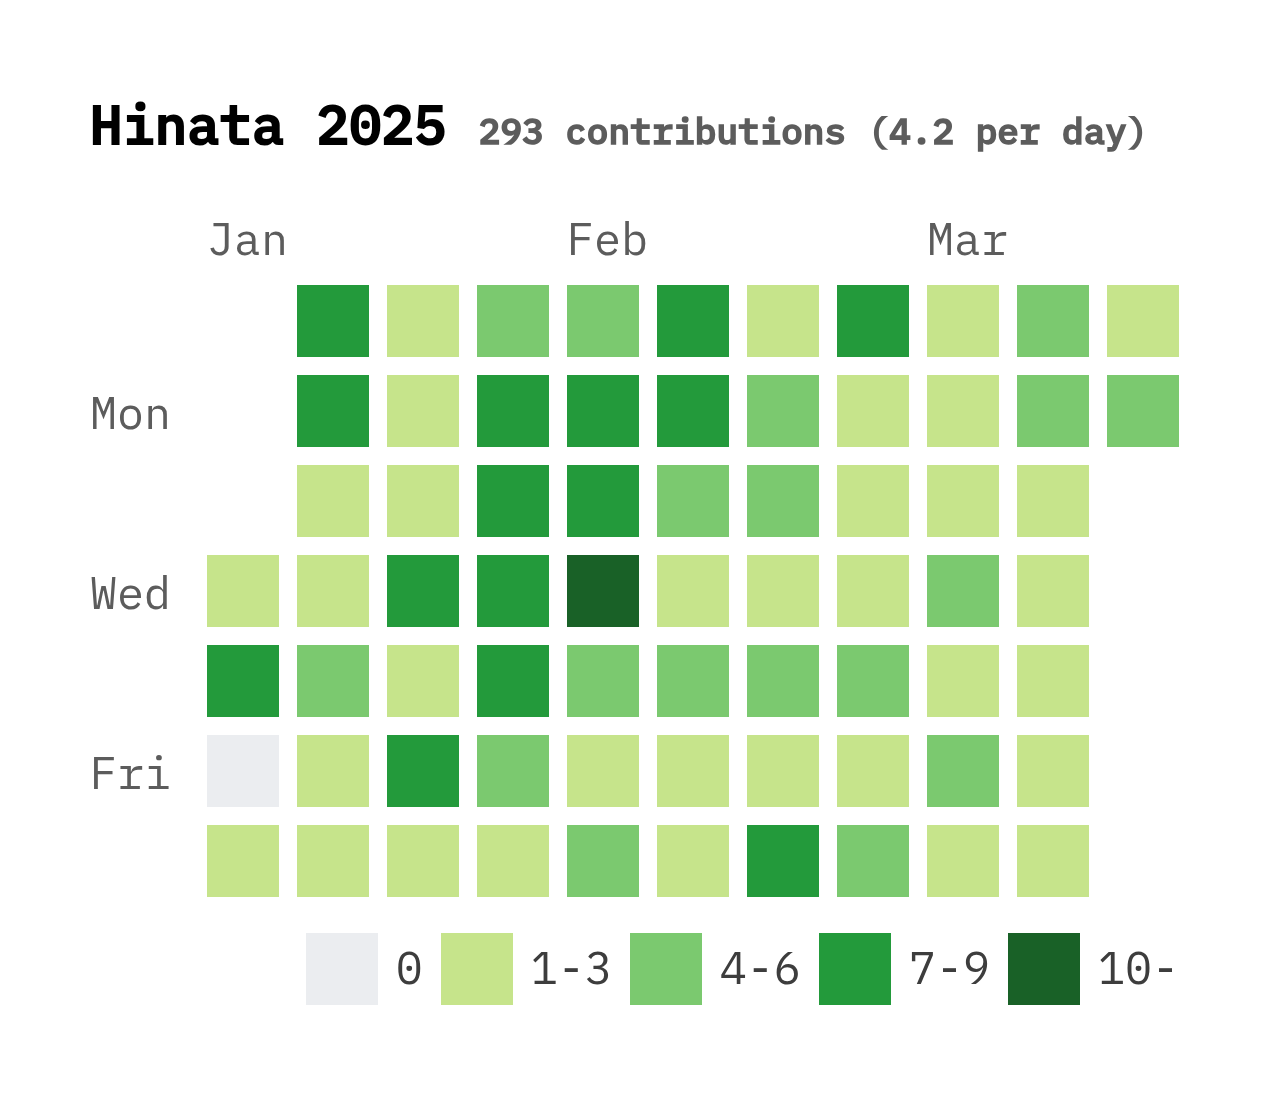 Hinata 2025 293 contributions (4.2 per day)
Jan Feb Mar
Mon
Wed
Fri
0 1-3 4-6 7-9 10-